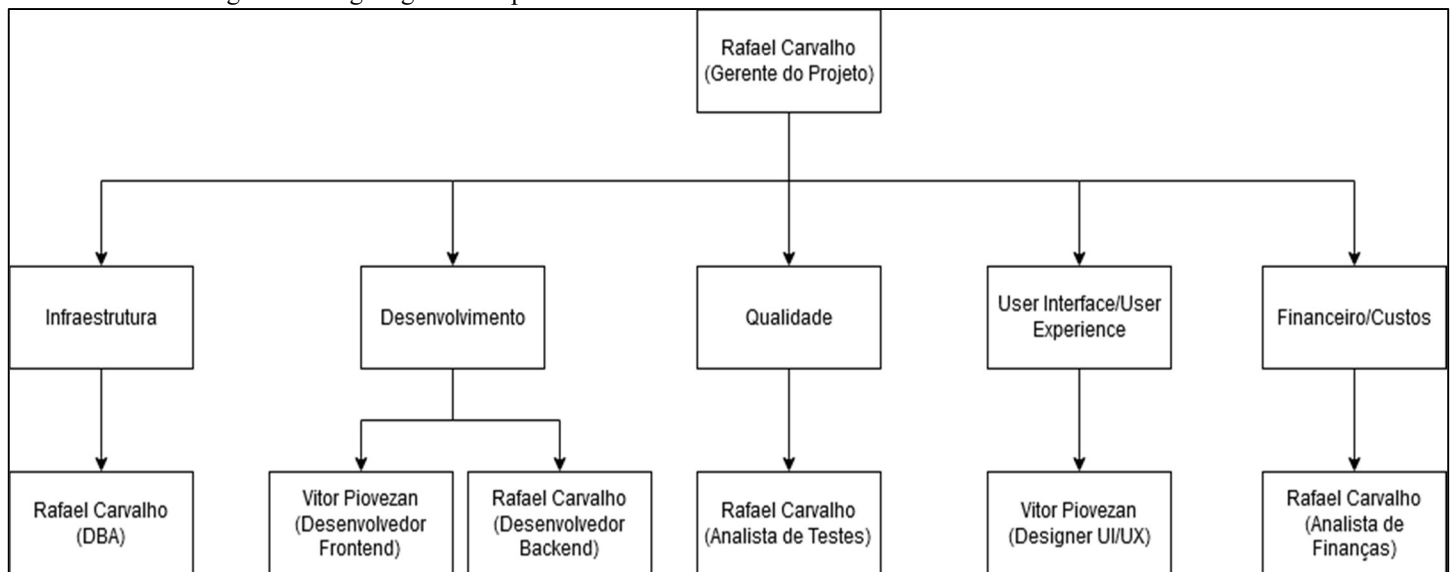 Rafael Carvalho
(Gerente do Projeto)
Infraestrutura
Desenvolvimento
Qualidade
User Interface/User
Experience
Financeiro/Custos
Rafael Carvalho
(DBA)
Vitor Piovezan
(Desenvolvedor
Frontend)
Rafael Carvalho
(Desenvolvedor
Backend)
Rafael Carvalho
(Analista de Testes)
Vitor Piovezan
(Designer UI/UX)
Rafael Carvalho
(Analista de
Finanças)